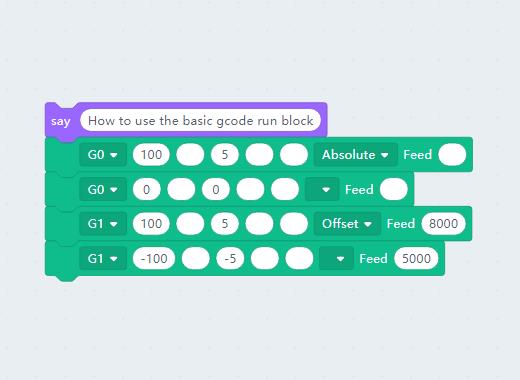 say How to use the basic gcode run block
G0 100 5 Absolute Feed
G0 0 0 Feed
G1 100 5 Offset Feed 8000
G1 -100 -5 Feed 5000